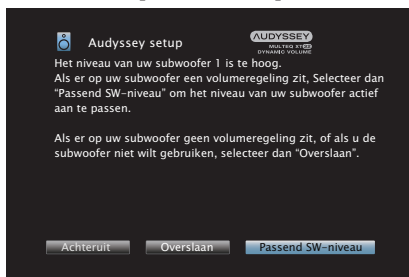 Audyssey setup
AUDYSSEY
MULTEQ XT32
DYNAMIC VOLUME
Het niveau van uw subwoofer 1 is te hoog.
Als er op uw subwoofer een volumeregeling zit, Selecteer dan
“Passend SW-niveau” om het niveau van uw subwoofer actief
aan te passen.
Als er op uw subwoofer geen volumeregeling zit, of als u de
subwoofer niet wilt gebruiken, selecteer dan “Overslaan”.
Achteruit
Overslaan
Passend SW-niveau